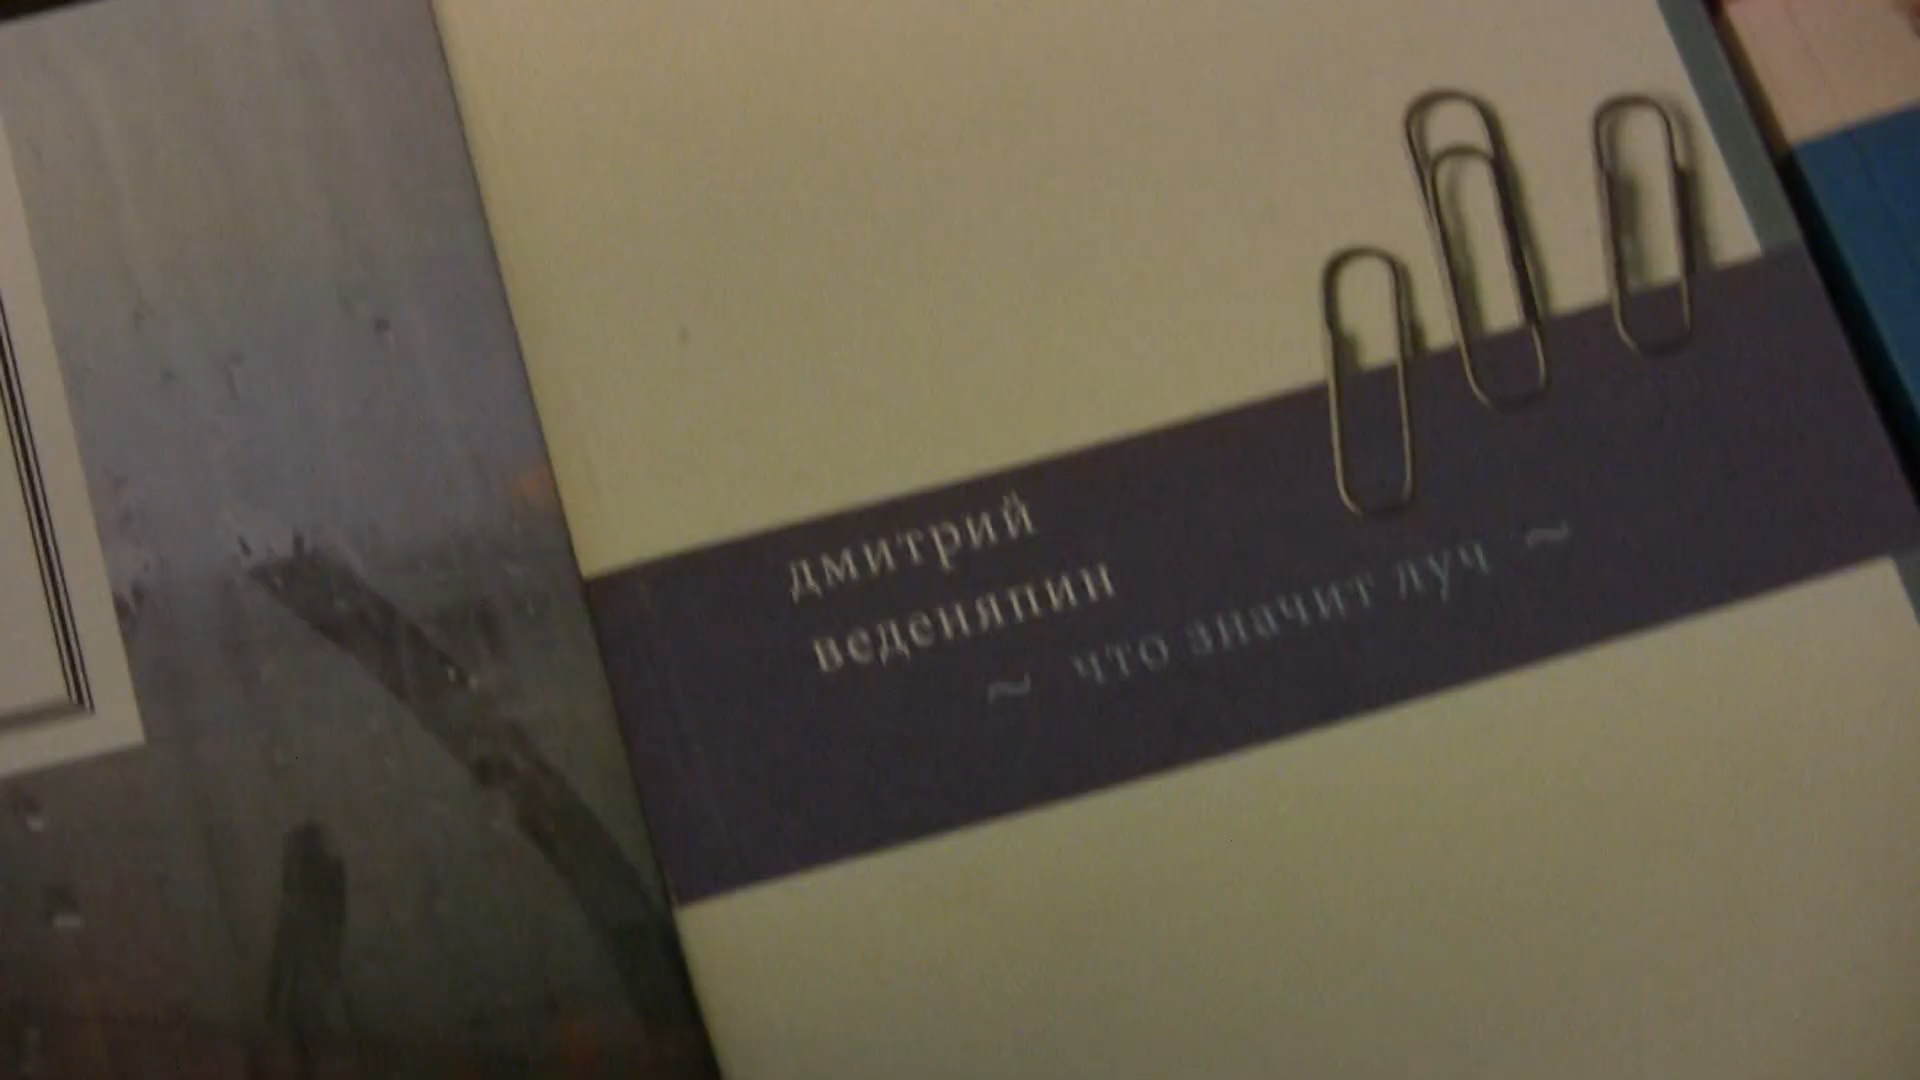 дмитрий
веденяпин
~ что значит луч ~